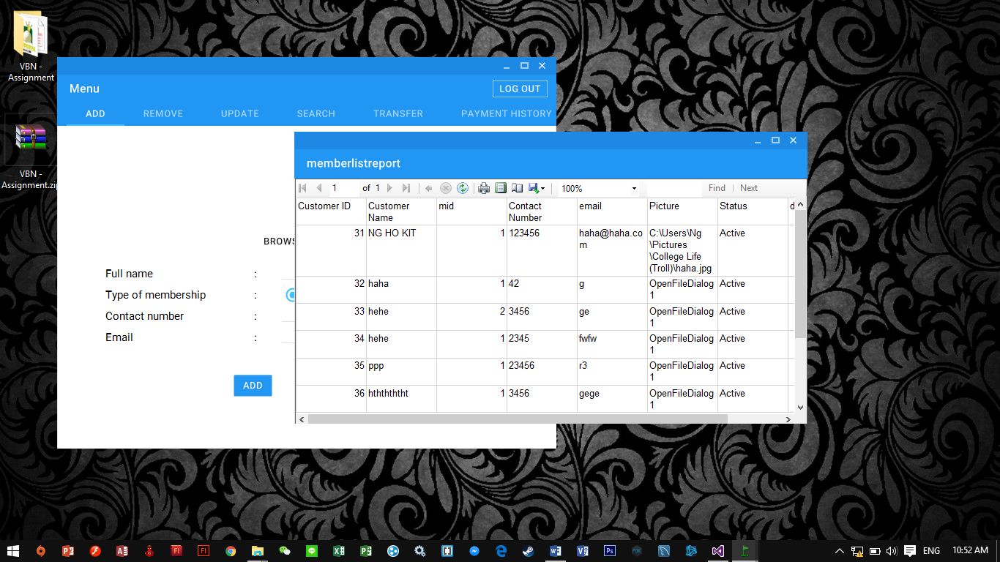 VBN -
Assignment
VBN -
Assignment.zip
Menu
LOG OUT
ADD REMOVE UPDATE SEARCH TRANSFER PAYMENT HISTORY
Full name :
Type of membership :
Contact number :
Email :
ADD
memberlistreport
1 of 1 100% Find | Next
Customer ID Customer Name mid Contact Number email Picture Status d
31 NG HO KIT 1 123456 haha@haha.com C:\Users\Ng\Pictures\College Life (Troll)\haha.jpg Active
32 haha 1 42 g OpenFileDialog1 Active
33 hehe 2 3456 ge OpenFileDialog1 Active
34 hehe 1 2345 fwfw OpenFileDialog1 Active
35 ppp 1 23456 r3 OpenFileDialog1 Active
36 hththththt 1 3456 gege OpenFileDialog1 Active
ENG 10:52 AM